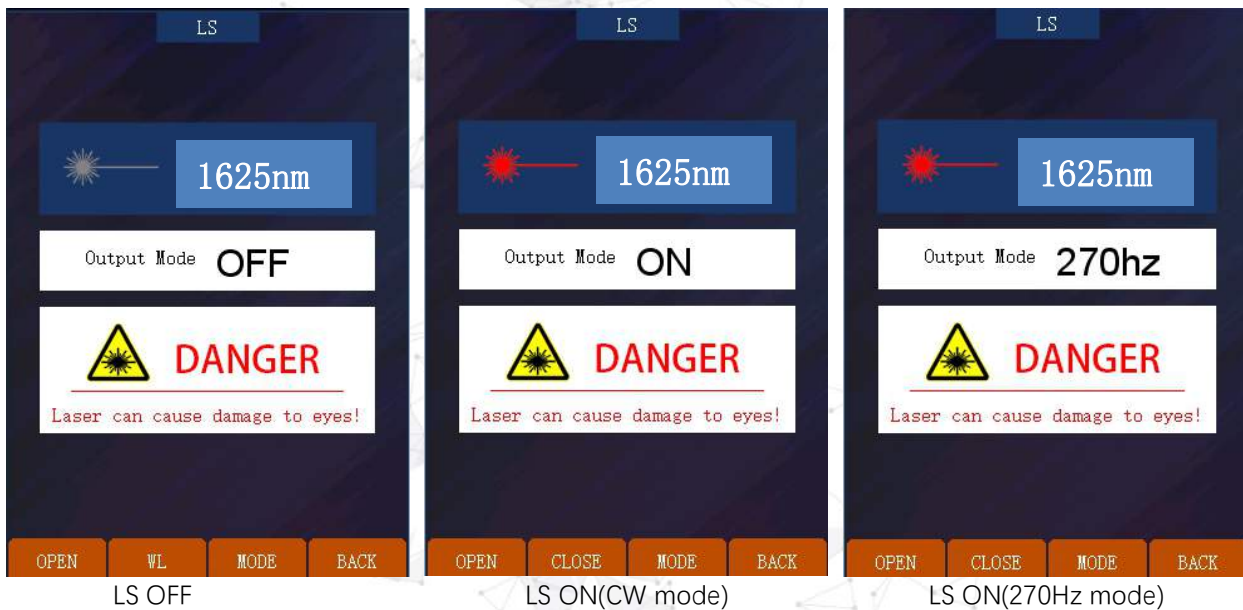 LS
1625nm
Output Mode OFF
DANGER
Laser can cause damage to eyes!
OPEN WL MODE BACK
LS OFF
LS
1625nm
Output Mode ON
DANGER
Laser can cause damage to eyes!
OPEN CLOSE MODE BACK
LS ON(CW mode)
LS
1625nm
Output Mode 270hz
DANGER
Laser can cause damage to eyes!
OPEN CLOSE MODE BACK
LS ON(270Hz mode)